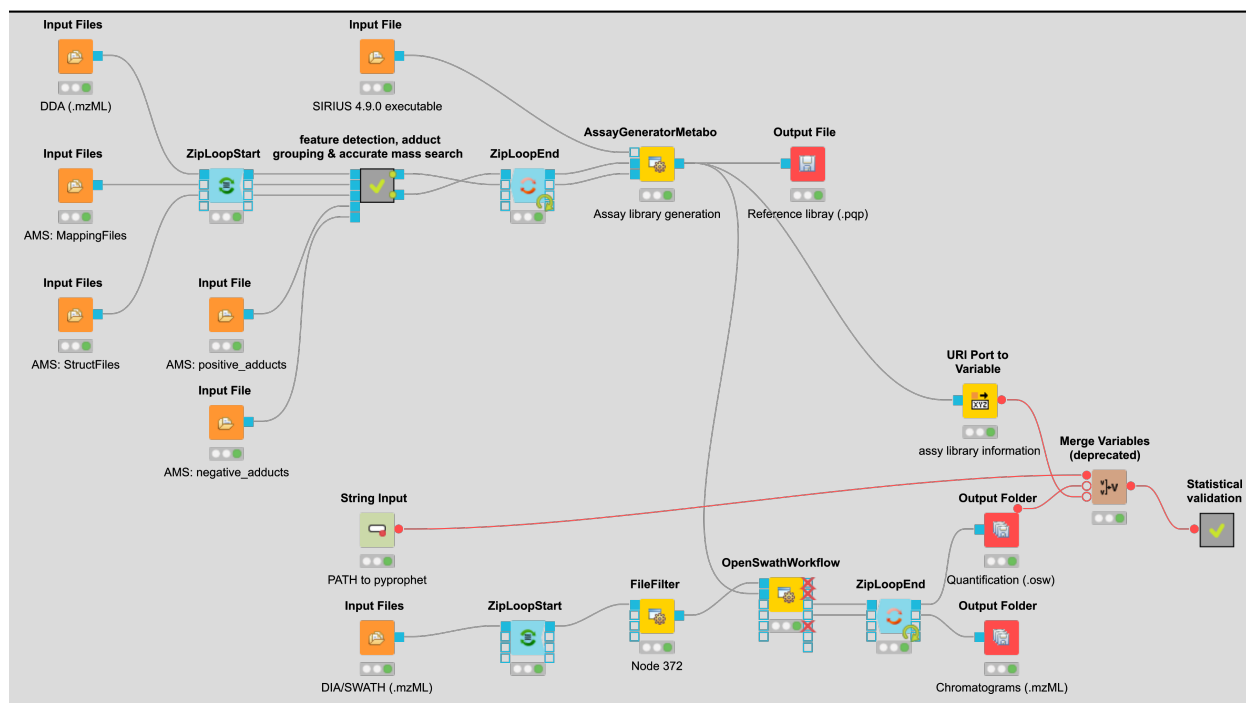 Input Files
DDA (.mzML)
Input File
SIRIUS 4.9.0 executable
Input Files
AMS: MappingFiles
ZipLoopStart
feature detection, adduct
grouping & accurate mass search
ZipLoopEnd
AssayGeneratorMetabo
Assay library generation
Output File
Reference libray (.pqp)
Input Files
AMS: StructFiles
Input File
AMS: positive_adducts
Input File
AMS: negative_adducts
URI Port to
Variable
XYZ
assy library information
Merge Variables
(deprecated)
Statistical
validation
String Input
PATH to pyprophet
Output Folder
Quantification (.osw)
OpenSwathWorkflow
ZipLoopEnd
FileFilter
Node 372
Input Files
DIA/SWATH (.mzML)
ZipLoopStart
Output Folder
Chromatograms (.mzML)